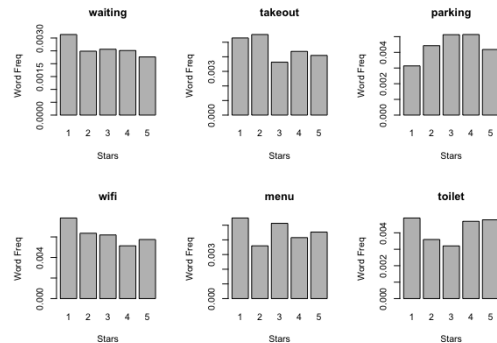 waiting
Word Freq
0.0000 0.0015 0.0030
1 2 3 4 5
Stars
takeout
Word Freq
0.000 0.003
1 2 3 4 5
Stars
parking
Word Freq
0.000 0.002 0.004
1 2 3 4 5
Stars
wifi
Word Freq
0.000 0.004
1 2 3 4 5
Stars
menu
Word Freq
0.000 0.003
1 2 3 4 5
Stars
toilet
Word Freq
0.000 0.002 0.004
1 2 3 4 5
Stars